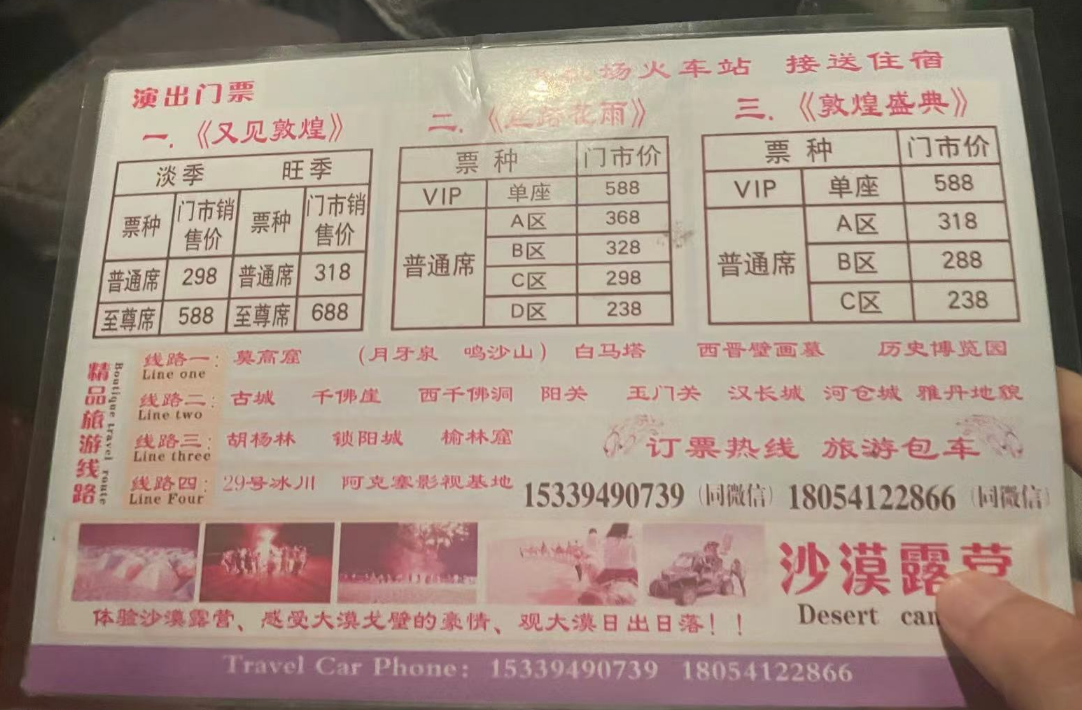 场火车站 接送住宿
演出门票
一.《又见敦煌》
淡季 旺季
票种 门市销售价 票种 门市销售价
普通席 298 普通席 318
至尊席 588 至尊席 688
二.《丝路花雨》
票种 门市价
VIP 单座 588
普通席 A区 368
B区 328
C区 298
D区 238
三.《敦煌盛典》
票种 门市价
VIP 单座 588
普通席 A区 318
B区 288
C区 238
精品旅游线路
Boutique travel route
线路一: 莫高窟 (月牙泉 鸣沙山) 白马塔 西晋壁画墓 历史博览园
Line one
线路二: 古城 千佛崖 西千佛洞 阳关 玉门关 汉长城 河仓城 雅丹地貌
Line two
线路三: 胡杨林 锁阳城 榆林窟
Line three
线路四: 29号冰川 阿克塞影视基地
Line Four
订票热线 旅游包车
15339490739(同微信) 18054122866(同微信)
沙漠露营
Desert
体验沙漠露营、感受大漠戈壁的豪情、观大漠日出日落!!
Travel Car Phone: 15339490739 18054122866